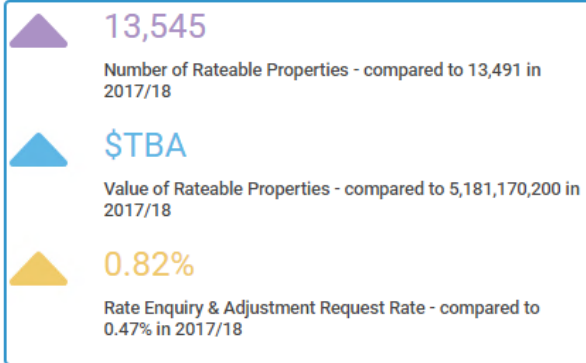 13,545
Number of Rateable Properties - compared to 13,491 in
2017/18
$TBA
Value of Rateable Properties - compared to 5,181,170,200 in
2017/18
0.82%
Rate Enquiry & Adjustment Request Rate - compared to
0.47% in 2017/18